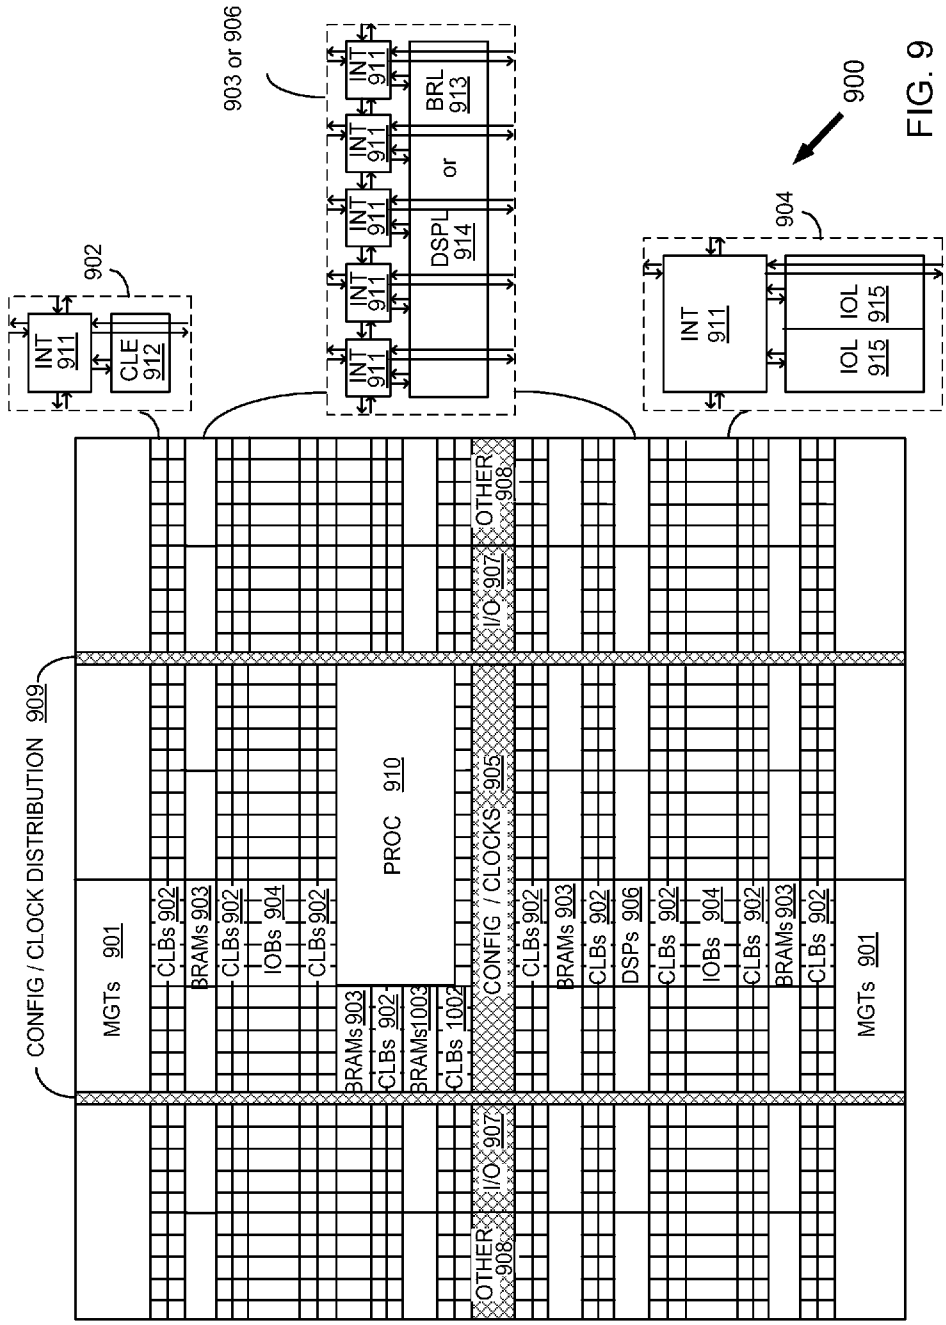 CONFIG / CLOCK DISTRIBUTION 909
MGTs 901
CLBs 902
BRAMs 903
CLBs 902
IOBs 904
CLBs 902
PROC 910
BRAMs 903
CLBs 902
BRAMs1003
CLBs 1002
OTHER
908
I/O 907
CONFIG / CLOCKS 905
I/O 907
OTHER
908
CLBs 902
BRAMs 903
CLBs 902
DSPs 906
CLBs 902
IOBs 904
CLBs 902
BRAMs 903
CLBs 902
MGTs 901
902
INT
911
CLE
912
903 or 906
INT
911
INT
911
INT
911
INT
911
INT
911
DSPL
914
or
BRL
913
904
INT
911
IOL
915
IOL
915
900
FIG. 9